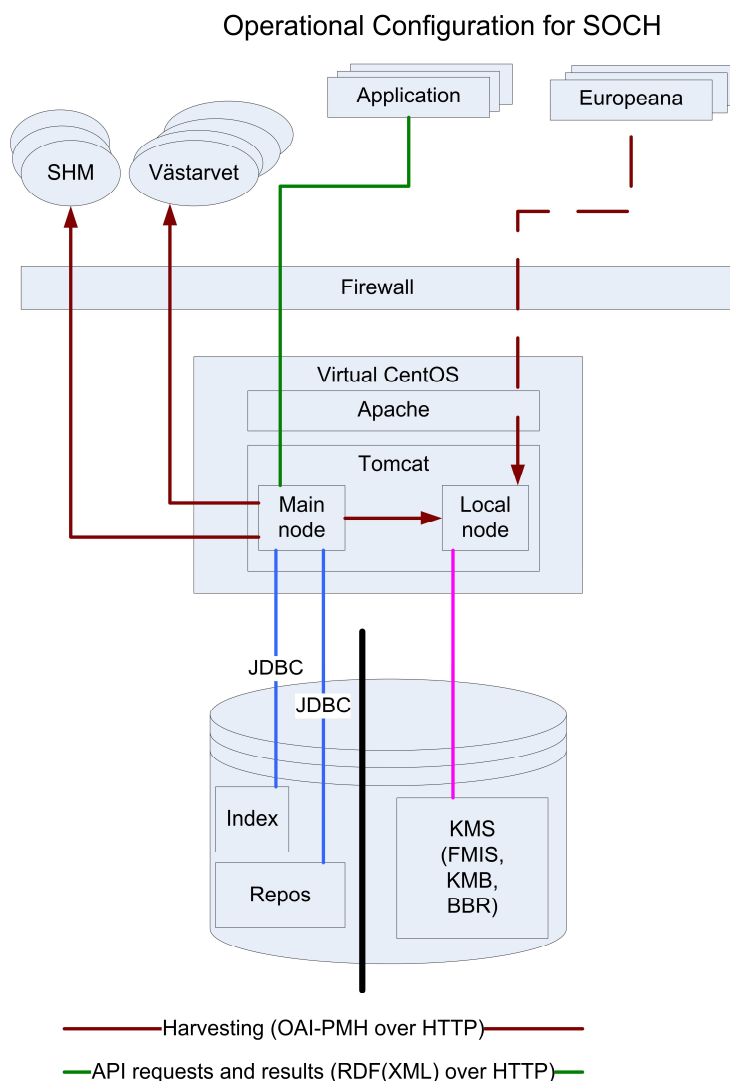 Operational Configuration for SOCH
Application
Europeana
SHM
Västarvet
Firewall
Virtual CentOS
Apache
Tomcat
Main
node
Local
node
JDBC
JDBC
Index
Repos
KMS
(FMIS,
KMB,
BBR)
Harvesting (OAI-PMH over HTTP)
API requests and results (RDF(XML) over HTTP)